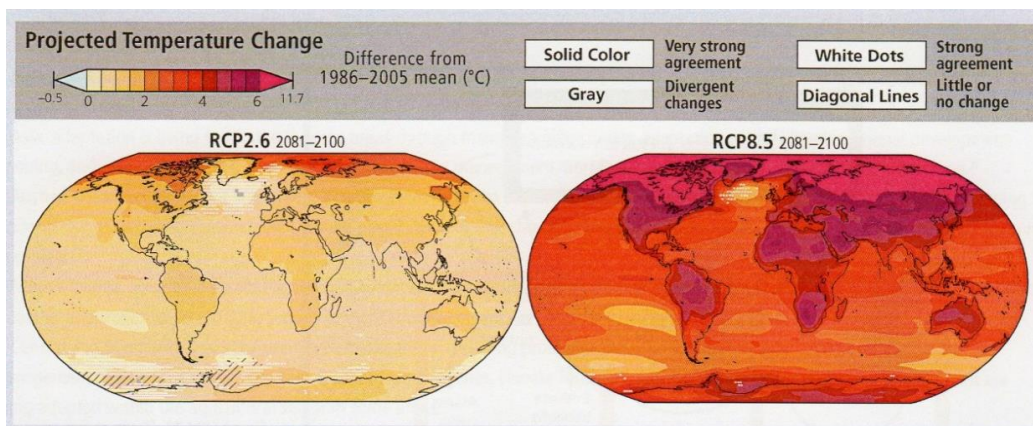 Projected Temperature Change
−0.5 0 2 4 6 11.7
Difference from
1986–2005 mean (°C)
Solid Color
Very strong
agreement
White Dots
Strong
agreement
Gray
Divergent
changes
Diagonal Lines
Little or
no change
RCP2.6 2081–2100
RCP8.5 2081–2100